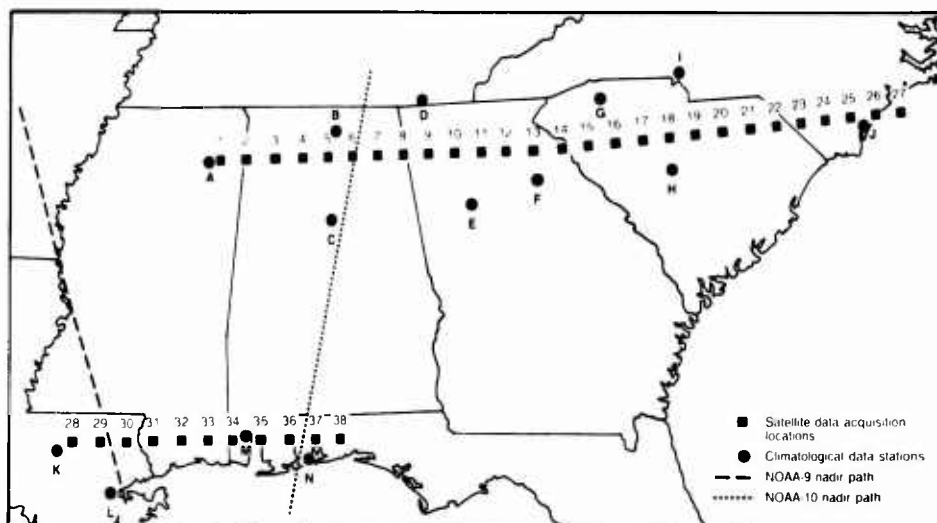 I
B
D
G
1 2 3 4 5 6 7 8 9 10 11 12 13 14 15 16 17 18 19 20 21 22 23 24 25 26 27
A
J
F
H
E
C
28 29 30 31 32 33 34 35 36 37 38
K
M
N
L
Satellite data acquisition
locations
Climatological data stations
NOAA-9 nadir path
NOAA-10 nadir path